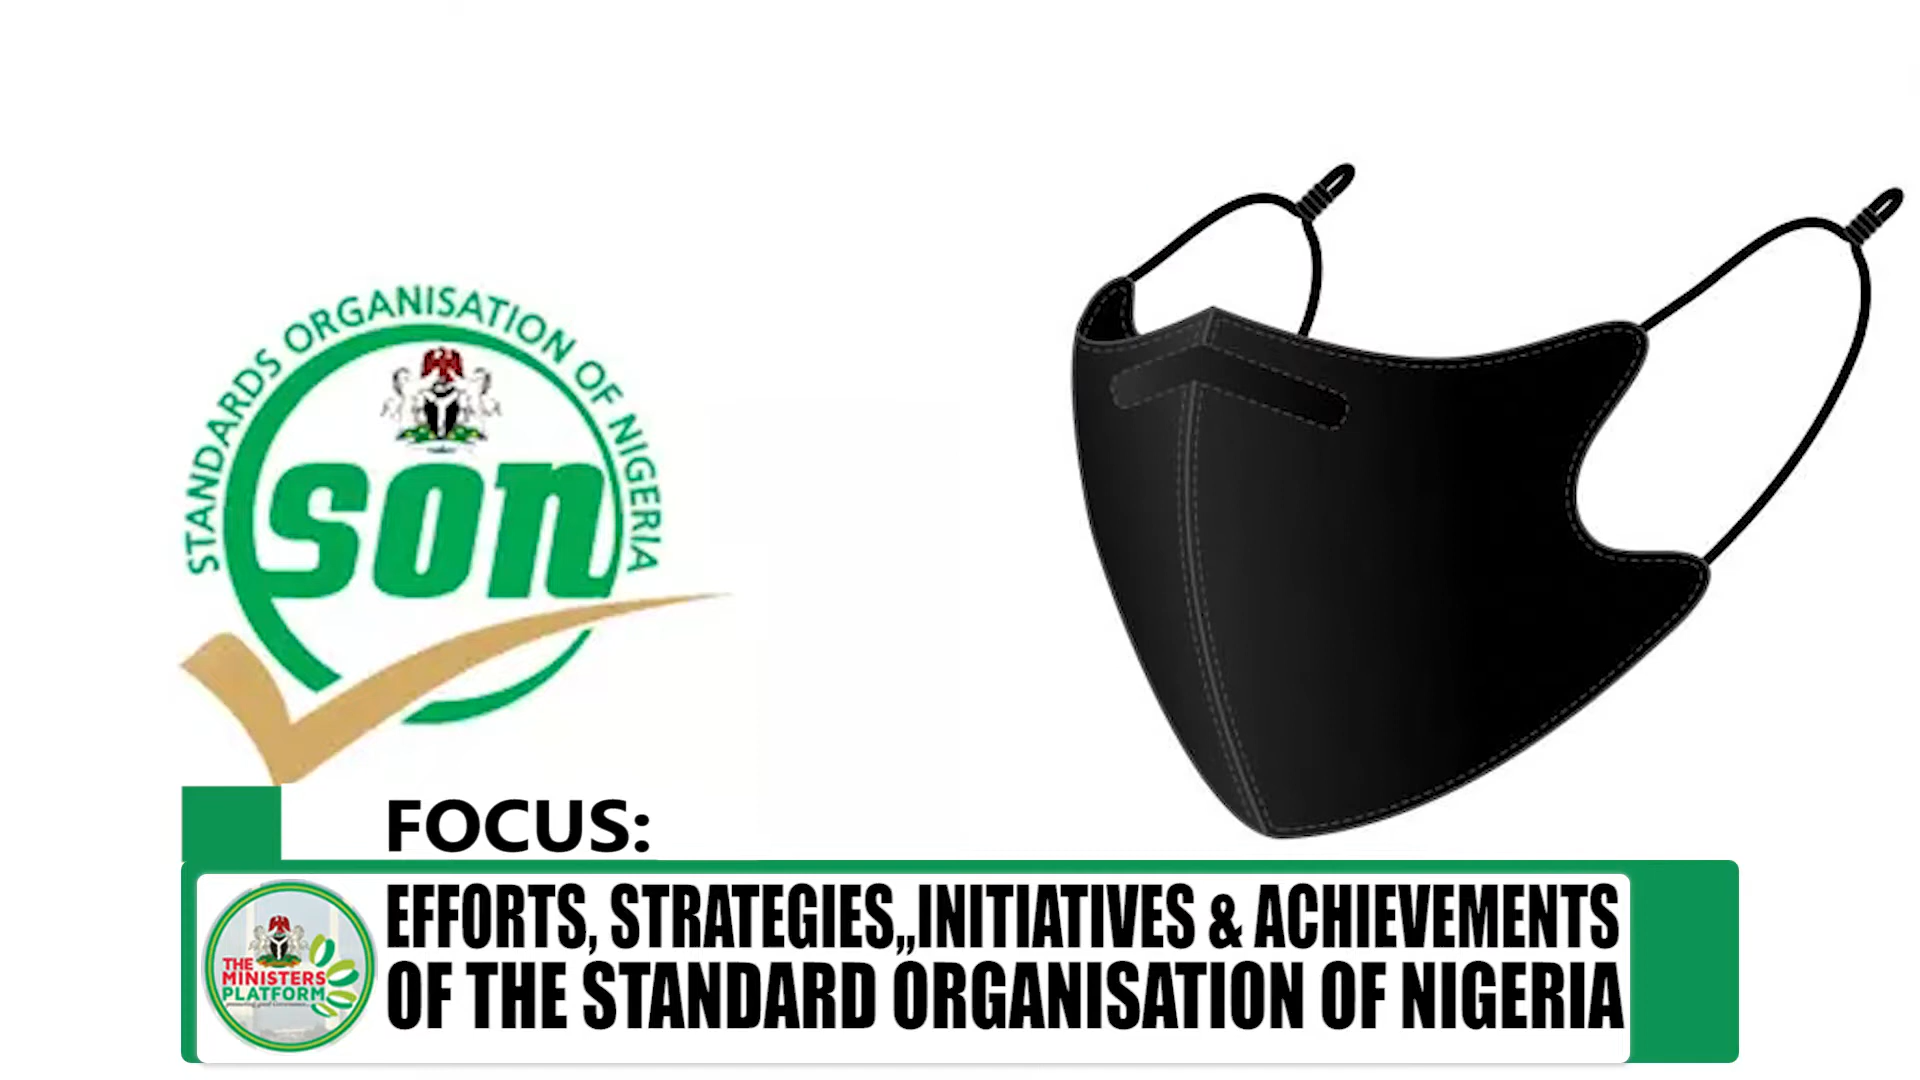 STANDARDS ORGANISATION OF NIGERIA
son
FOCUS:
EFFORTS, STRATEGIES,,INITIATIVES & ACHIEVEMENTS
OF THE STANDARD ORGANISATION OF NIGERIA
THE
MINISTERS
PLATFORM